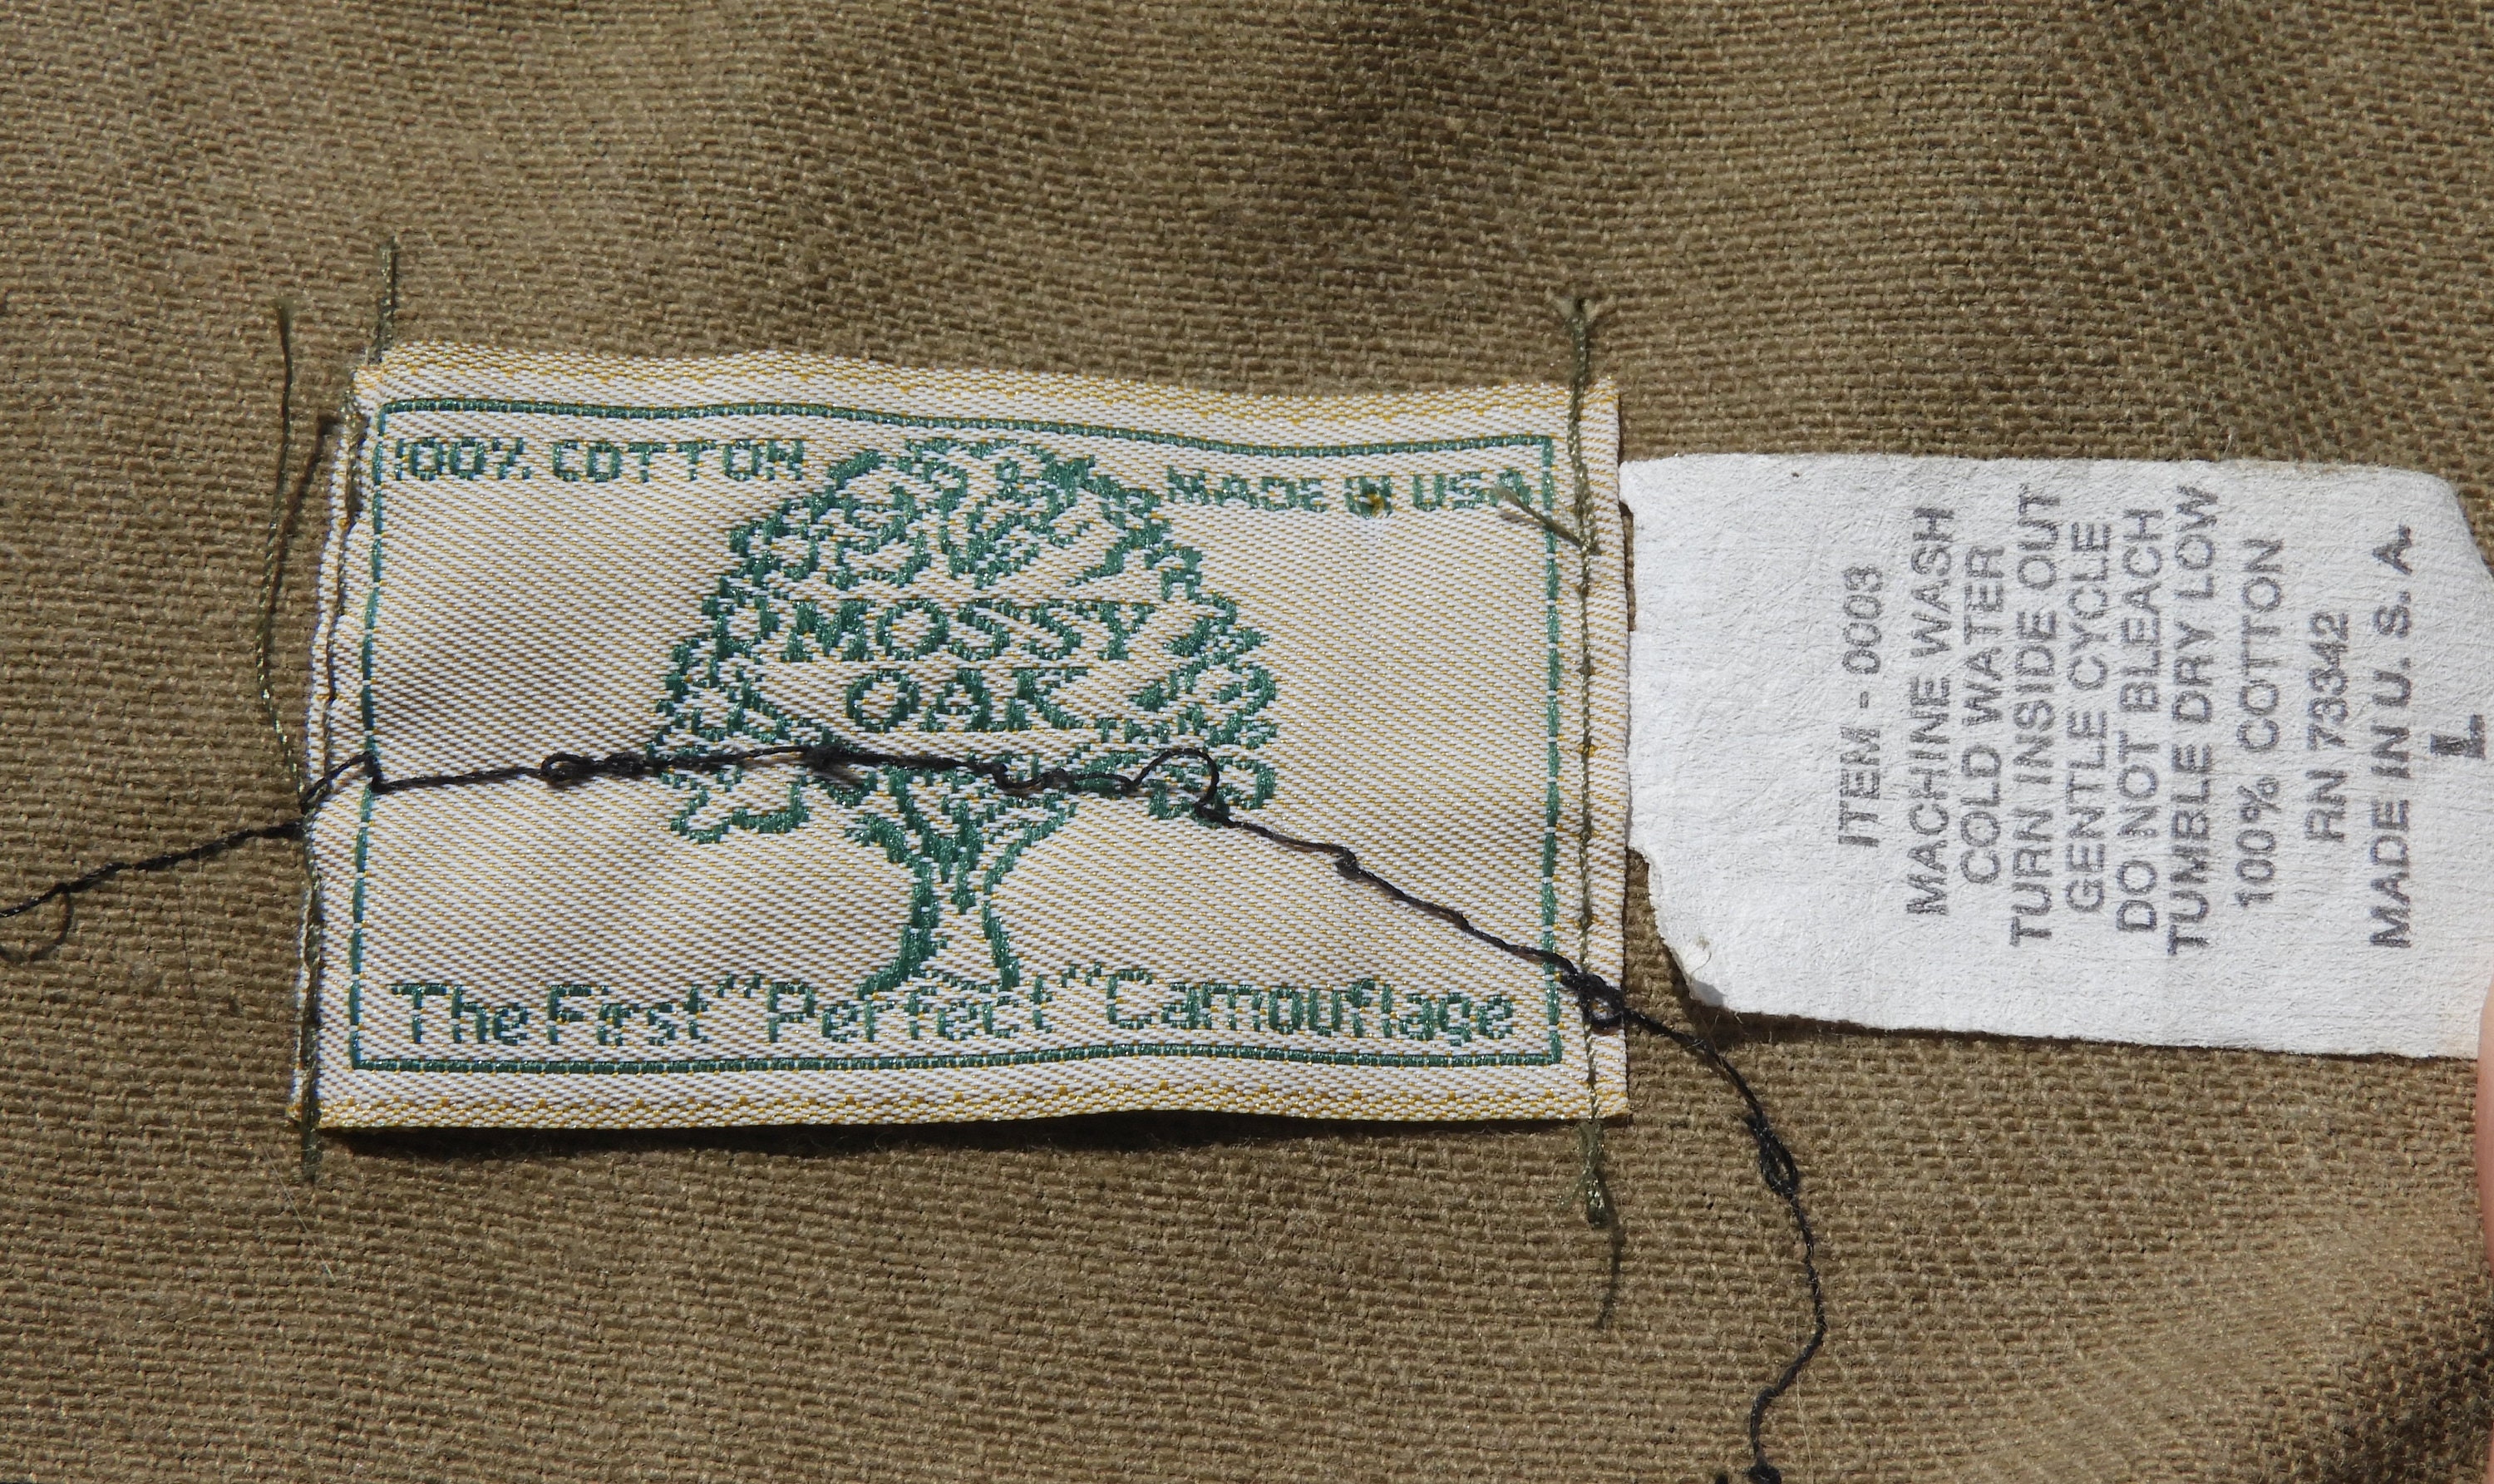 100% COTTON
MADE IN USA
MOSSY
OAK
The First "Perfect" Camouflage
ITEM - 0003
MACHINE WASH
COLD WATER
TURN INSIDE OUT
GENTLE CYCLE
DO NOT BLEACH
TUMBLE DRY LOW
100% COTTON
RN 73342
MADE IN U. S. A.
L